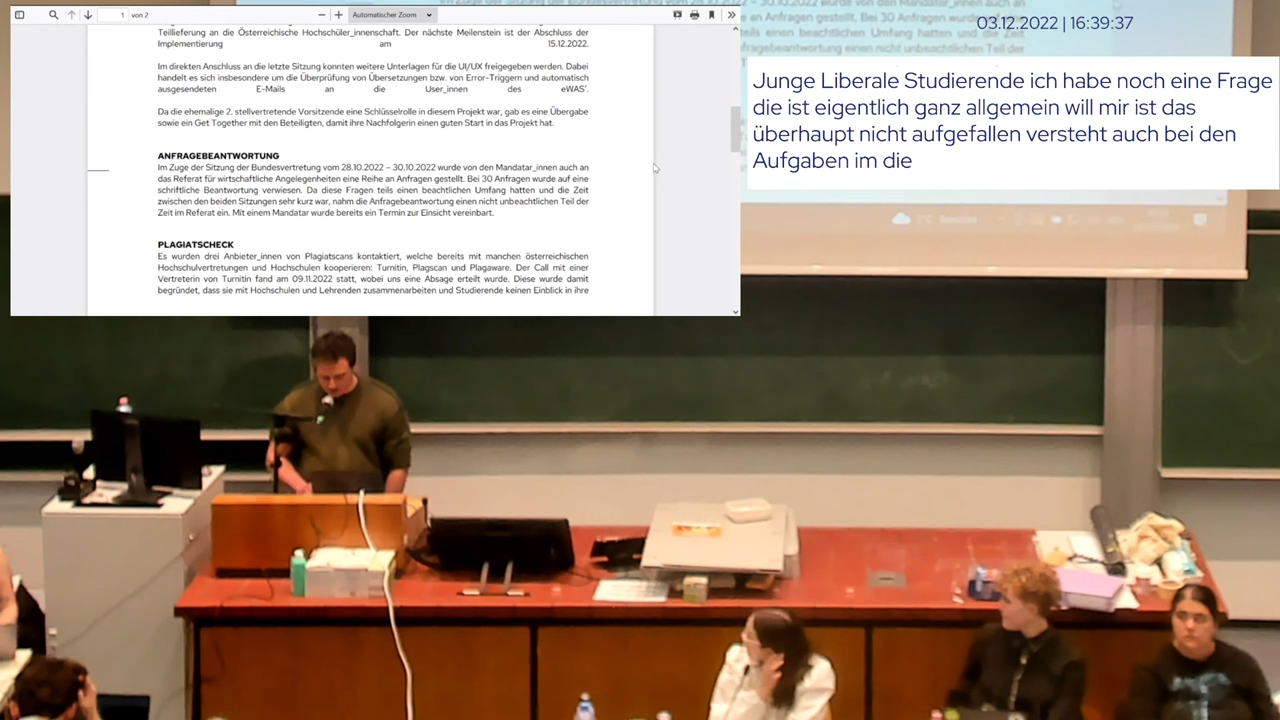 1 von 2
Automatischer Zoom
Teillieferung an die Österreichische Hochschüler_innenschaft. Der nächste Meilenstein ist der Abschluss der
Implementierung am 15.12.2022.
Im direkten Anschluss an die letzte Sitzung konnten weitere Unterlagen für die UI/UX freigegeben werden. Dabei
handelt es sich insbesondere um die Überprüfung von Übersetzungen bzw. von Error-Triggern und automatisch
ausgesendeten E-Mails an die User_innen des eWAS'.
Da die ehemalige 2. stellvertretende Vorsitzende eine Schlüsselrolle in diesem Projekt war, gab es eine Übergabe
sowie ein Get Together mit den Beteiligten, damit ihre Nachfolgerin einen guten Start in das Projekt hat.
ANFRAGEBEANTWORTUNG
Im Zuge der Sitzung der Bundesvertretung vom 28.10.2022 – 30.10.2022 wurde von den Mandatar_innen auch an
das Referat für wirtschaftliche Angelegenheiten eine Reihe an Anfragen gestellt. Bei 30 Anfragen wurde auf eine
schriftliche Beantwortung verwiesen. Da diese Fragen teils einen beachtlichen Umfang hatten und die Zeit
zwischen den beiden Sitzungen sehr kurz war, nahm die Anfragebeantwortung einen nicht unbeachtlichen Teil der
Zeit im Referat ein. Mit einem Mandatar wurde bereits ein Termin zur Einsicht vereinbart.
PLAGIATSCHECK
Es wurden drei Anbieter_innen von Plagiatscans kontaktiert, welche bereits mit manchen österreichischen
Hochschulvertretungen und Hochschulen kooperieren: Turnitin, Plagscan und Plagaware. Der Call mit einer
Vertreterin von Turnitin fand am 09.11.2022 statt, wobei uns eine Absage erteilt wurde. Diese wurde damit
begründet, dass sie mit Hochschulen und Lehrenden zusammenarbeiten und Studierende keinen Einblick in ihre
03.12.2022 | 16:39:37
Junge Liberale Studierende ich habe noch eine Frage
die ist eigentlich ganz allgemein will mir ist das
überhaupt nicht aufgefallen versteht auch bei den
Aufgaben im die